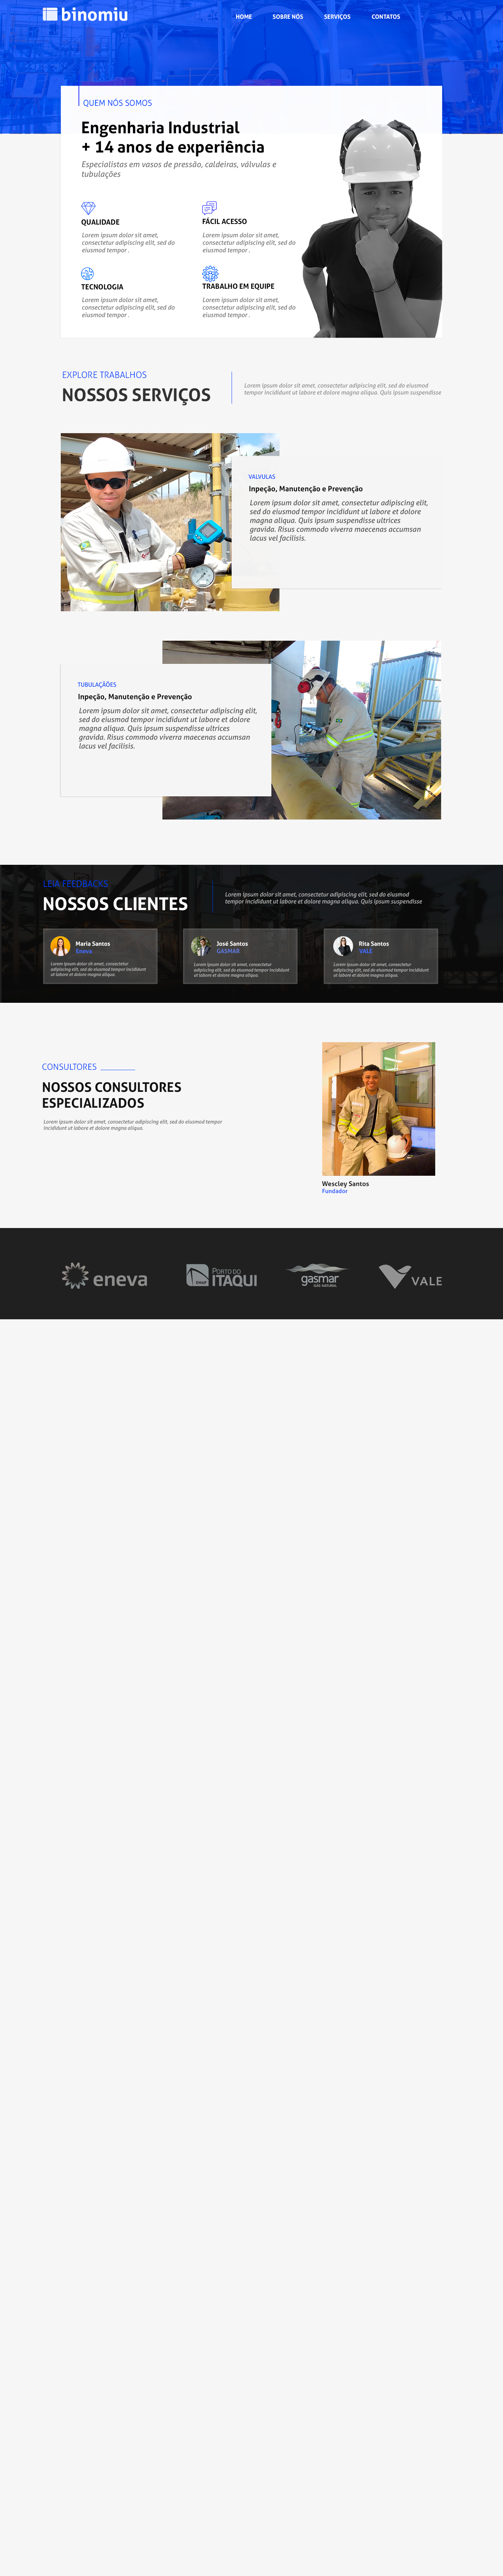 binomiu
HOME
SOBRE NÓS
SERVIÇOS
CONTATOS
QUEM NÓS SOMOS
Engenharia Industrial
+ 14 anos de experiência
Especialistas em vasos de pressão, caldeiras, válvulas e
tubulações
QUALIDADE
Lorem ipsum dolor sit amet,
consectetur adipiscing elit, sed do
eiusmod tempor .
FÁCIL ACESSO
Lorem ipsum dolor sit amet,
consectetur adipiscing elit, sed do
eiusmod tempor .
TECNOLOGIA
Lorem ipsum dolor sit amet,
consectetur adipiscing elit, sed do
eiusmod tempor .
TRABALHO EM EQUIPE
Lorem ipsum dolor sit amet,
consectetur adipiscing elit, sed do
eiusmod tempor .
EXPLORE TRABALHOS
NOSSOS SERVIÇOS
Lorem ipsum dolor sit amet, consectetur adipiscing elit, sed do eiusmod
tempor incididunt ut labore et dolore magna aliqua. Quis ipsum suspendisse
VALVULAS
Inpeção, Manutenção e Prevenção
Lorem ipsum dolor sit amet, consectetur adipiscing elit,
sed do eiusmod tempor incididunt ut labore et dolore
magna aliqua. Quis ipsum suspendisse ultrices
gravida. Risus commodo viverra maecenas accumsan
lacus vel facilisis.
TUBULAÇÃOES
Inpeção, Manutenção e Prevenção
Lorem ipsum dolor sit amet, consectetur adipiscing elit,
sed do eiusmod tempor incididunt ut labore et dolore
magna aliqua. Quis ipsum suspendisse ultrices
gravida. Risus commodo viverra maecenas accumsan
lacus vel facilisis.
LEIA FEEDBACKS
NOSSOS CLIENTES
Lorem ipsum dolor sit amet, consectetur adipiscing elit, sed do eiusmod
tempor incididunt ut labore et dolore magna aliqua. Quis ipsum suspendisse
Maria Santos
Eneva
Lorem ipsum dolor sit amet, consectetur
adipiscing elit, sed do eiusmod tempor incididunt
ut labore et dolore magna aliqua.
José Santos
GASMAR
Lorem ipsum dolor sit amet, consectetur
adipiscing elit, sed do eiusmod tempor incididunt
ut labore et dolore magna aliqua.
Rita Santos
VALE
Lorem ipsum dolor sit amet, consectetur
adipiscing elit, sed do eiusmod tempor incididunt
ut labore et dolore magna aliqua.
CONSULTORES
NOSSOS CONSULTORES
ESPECIALIZADOS
Lorem ipsum dolor sit amet, consectetur adipiscing elit, sed do eiusmod tempor
incididunt ut labore et dolore magna aliqua.
Wescley Santos
Fundador
eneva
PORTO DO
ITAQUI
EMAP
gasmar
GÁS NATURAL
VALE